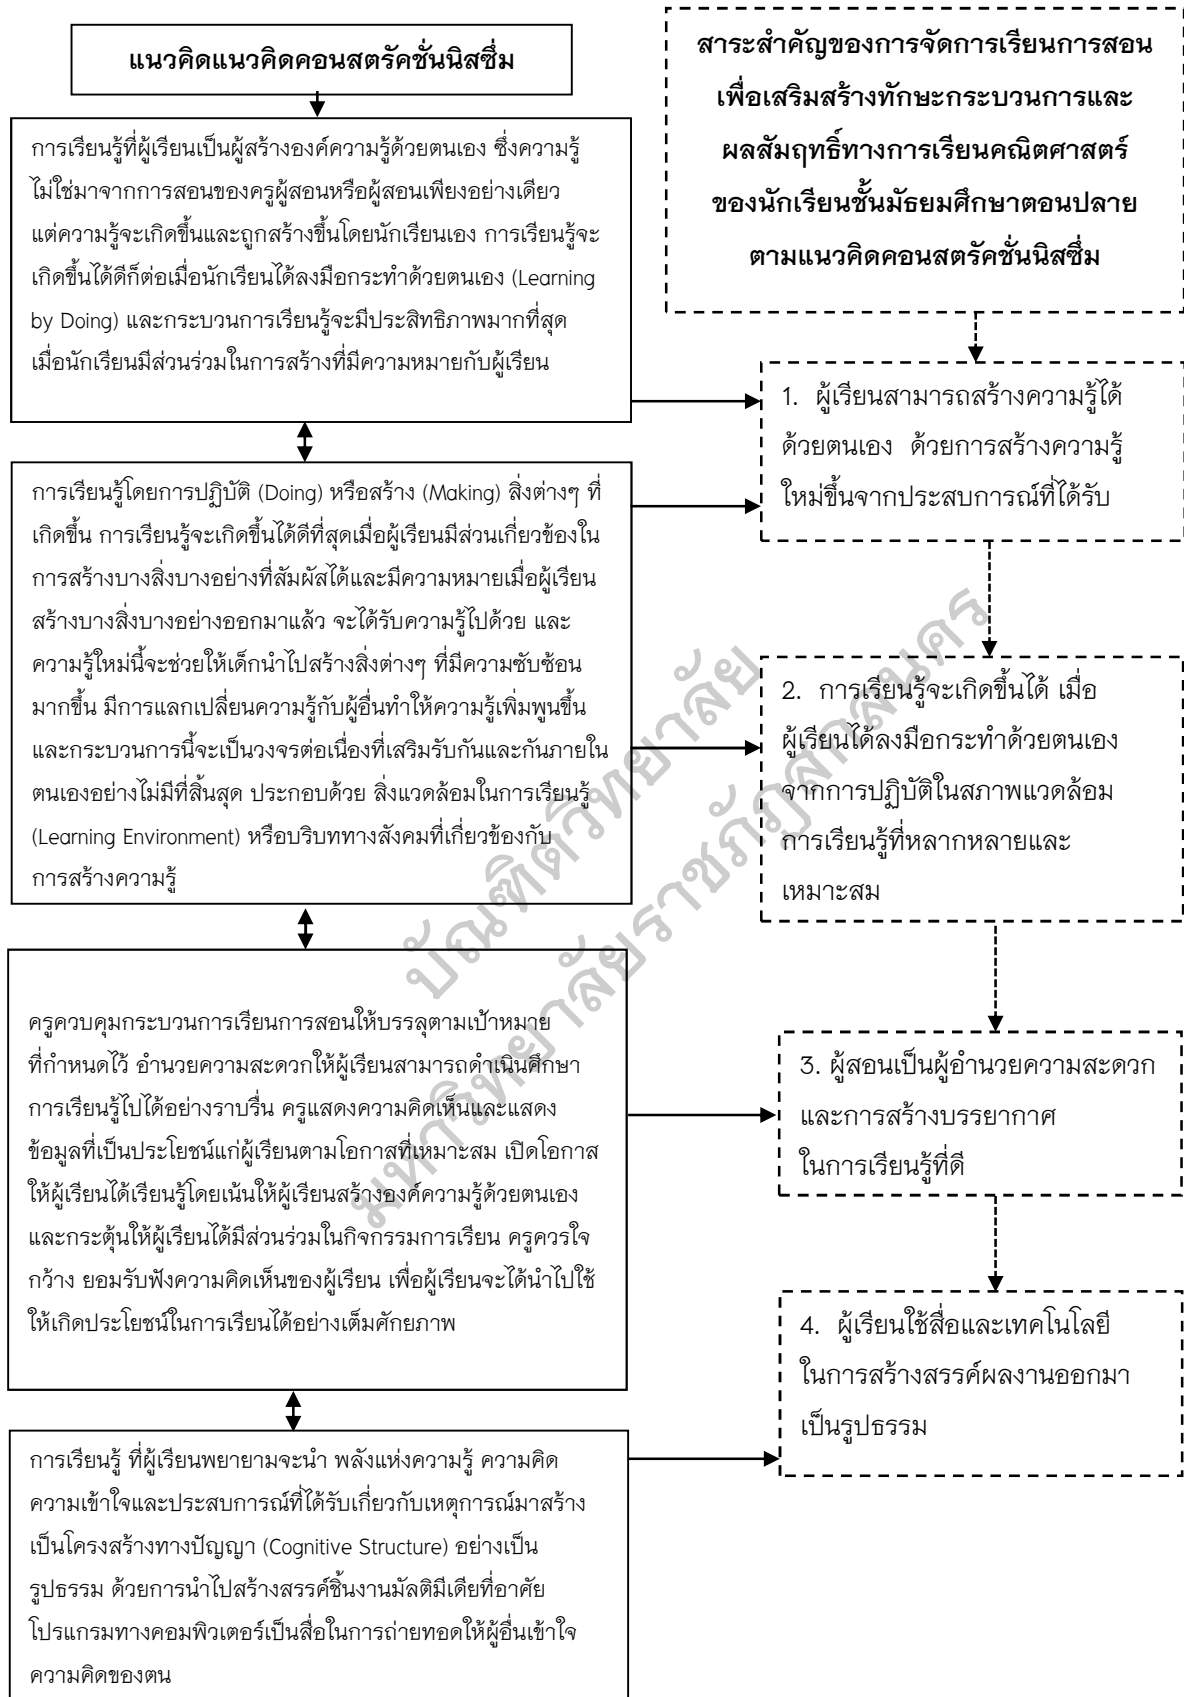 แนวคิดแนวคิดคอนสตรัคชั่นนิสซึ่ม
การเรียนรู้ที่ผู้เรียนเป็นผู้สร้างองค์ความรู้ด้วยตนเอง ซึ่งความรู้
ไม่ใช่มาจากการสอนของครูผู้สอนหรือผู้สอนเพียงอย่างเดียว
แต่ความรู้จะเกิดขึ้นและถูกสร้างขึ้นโดยนักเรียนเอง การเรียนรู้จะ
เกิดขึ้นได้ดีก็ต่อเมื่อนักเรียนได้ลงมือกระทำด้วยตนเอง (Learning
by Doing) และกระบวนการเรียนรู้จะมีประสิทธิภาพมากที่สุด
เมื่อนักเรียนมีส่วนร่วมในการสร้างที่มีความหมายกับผู้เรียน
การเรียนรู้โดยการปฏิบัติ (Doing) หรือสร้าง (Making) สิ่งต่างๆ ที่
เกิดขึ้น การเรียนรู้จะเกิดขึ้นได้ดีที่สุดเมื่อผู้เรียนมีส่วนเกี่ยวข้องใน
การสร้างบางสิ่งบางอย่างที่สัมผัสได้และมีความหมายเมื่อผู้เรียน
สร้างบางสิ่งบางอย่างออกมาแล้ว จะได้รับความรู้ไปด้วย และ
ความรู้ใหม่นี้จะช่วยให้เด็กนำไปสร้างสิ่งต่างๆ ที่มีความซับซ้อน
มากขึ้น มีการแลกเปลี่ยนความรู้กับผู้อื่นทำให้ความรู้เพิ่มพูนขึ้น
และกระบวนการนี้จะเป็นวงจรต่อเนื่องที่เสริมรับกันและกันภายใน
ตนเองอย่างไม่มีที่สิ้นสุด ประกอบด้วย สิ่งแวดล้อมในการเรียนรู้
(Learning Environment) หรือบริบททางสังคมที่เกี่ยวข้องกับ
การสร้างความรู้
ครูควบคุมกระบวนการเรียนการสอนให้บรรลุตามเป้าหมาย
ที่กำหนดไว้ อำนวยความสะดวกให้ผู้เรียนสามารถดำเนินศึกษา
การเรียนรู้ไปได้อย่างราบรื่น ครูแสดงความคิดเห็นและแสดง
ข้อมูลที่เป็นประโยชน์แก่ผู้เรียนตามโอกาสที่เหมาะสม เปิดโอกาส
ให้ผู้เรียนได้เรียนรู้โดยเน้นให้ผู้เรียนสร้างองค์ความรู้ด้วยตนเอง
และกระตุ้นให้ผู้เรียนได้มีส่วนร่วมในกิจกรรมการเรียน ครูควรใจ
กว้าง ยอมรับฟังความคิดเห็นของผู้เรียน เพื่อผู้เรียนจะได้นำไปใช้
ให้เกิดประโยชน์ในการเรียนได้อย่างเต็มศักยภาพ
การเรียนรู้ ที่ผู้เรียนพยายามจะนำ พลังแห่งความรู้ ความคิด
ความเข้าใจและประสบการณ์ที่ได้รับเกี่ยวกับเหตุการณ์มาสร้าง
เป็นโครงสร้างทางปัญญา (Cognitive Structure) อย่างเป็น
รูปธรรม ด้วยการนำไปสร้างสรรค์ชิ้นงานมัลติมีเดียที่อาศัย
โปรแกรมทางคอมพิวเตอร์เป็นสื่อในการถ่ายทอดให้ผู้อื่นเข้าใจ
ความคิดของตน
สาระสำคัญของการจัดการเรียนการสอน
เพื่อเสริมสร้างทักษะกระบวนการและ
ผลสัมฤทธิ์ทางการเรียนคณิตศาสตร์
ของนักเรียนชั้นมัธยมศึกษาตอนปลาย
ตามแนวคิดคอนสตรัคชั่นนิสซึ่ม
1. ผู้เรียนสามารถสร้างความรู้ได้
ด้วยตนเอง ด้วยการสร้างความรู้
ใหม่ขึ้นจากประสบการณ์ที่ได้รับ
2. การเรียนรู้จะเกิดขึ้นได้ เมื่อ
ผู้เรียนได้ลงมือกระทำด้วยตนเอง
จากการปฏิบัติในสภาพแวดล้อม
การเรียนรู้ที่หลากหลายและ
เหมาะสม
3. ผู้สอนเป็นผู้อำนวยความสะดวก
และการสร้างบรรยากาศ
ในการเรียนรู้ที่ดี
4. ผู้เรียนใช้สื่อและเทคโนโลยี
ในการสร้างสรรค์ผลงานออกมา
เป็นรูปธรรม
บัณฑิตวิทยาลัย
มหาวิทยาลัยราชภัฏสกลนคร